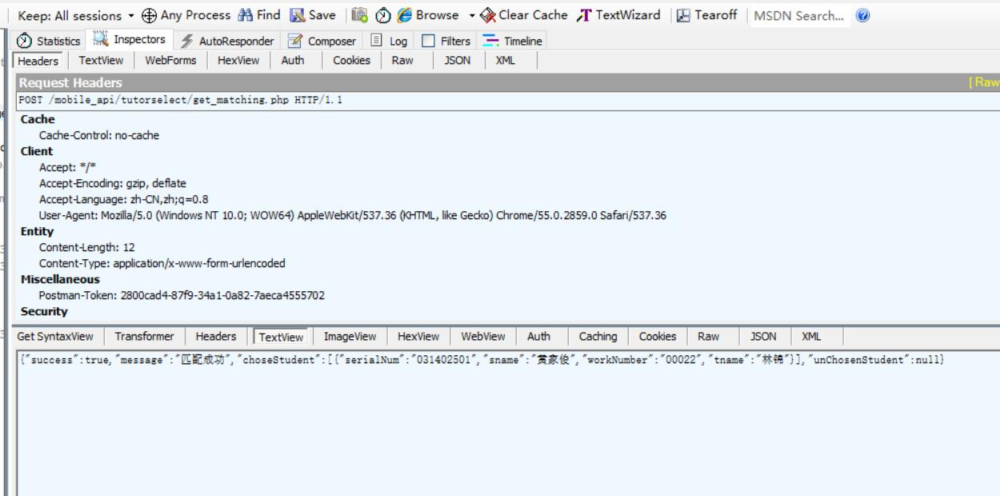 Keep: All sessions Any Process Find Save Browse Clear Cache TextWizard Tearoff MSDN Search...
Statistics Inspectors AutoResponder Composer Log Filters Timeline
Headers TextView WebForms HexView Auth Cookies Raw JSON XML
Request Headers [ Raw
POST /mobile_api/tutorselect/get_matching.php HTTP/1.1
Cache
Cache-Control: no-cache
Client
Accept: */*
Accept-Encoding: gzip, deflate
Accept-Language: zh-CN,zh;q=0.8
User-Agent: Mozilla/5.0 (Windows NT 10.0; WOW64) AppleWebKit/537.36 (KHTML, like Gecko) Chrome/55.0.2859.0 Safari/537.36
Entity
Content-Length: 12
Content-Type: application/x-www-form-urlencoded
Miscellaneous
Postman-Token: 2800cad4-87f9-34a1-0a82-7aeca4555702
Security
Get SyntaxView Transformer Headers TextView ImageView HexView WebView Auth Caching Cookies Raw JSON XML
{"success":true,"message":"匹配成功","choseStudent":[{"serialNum":"031402501","sname":"黄家俊","workNumber":"00022","tname":"林锦"}],"unChosenStudent":null}